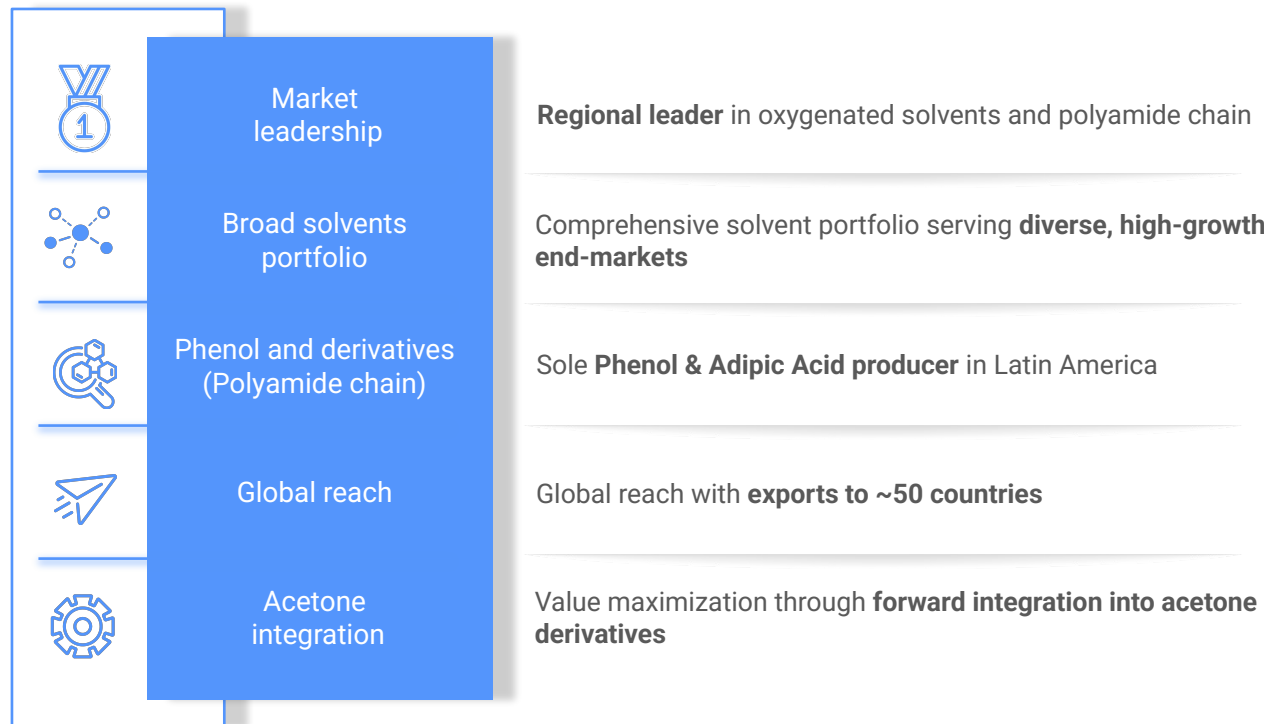 1
Market
leadership
Regional leader in oxygenated solvents and polyamide chain
Broad solvents
portfolio
Comprehensive solvent portfolio serving diverse, high-growth
end-markets
Phenol and derivatives
(Polyamide chain)
Sole Phenol & Adipic Acid producer in Latin America
Global reach
Global reach with exports to ~50 countries
Acetone
integration
Value maximization through forward integration into acetone
derivatives